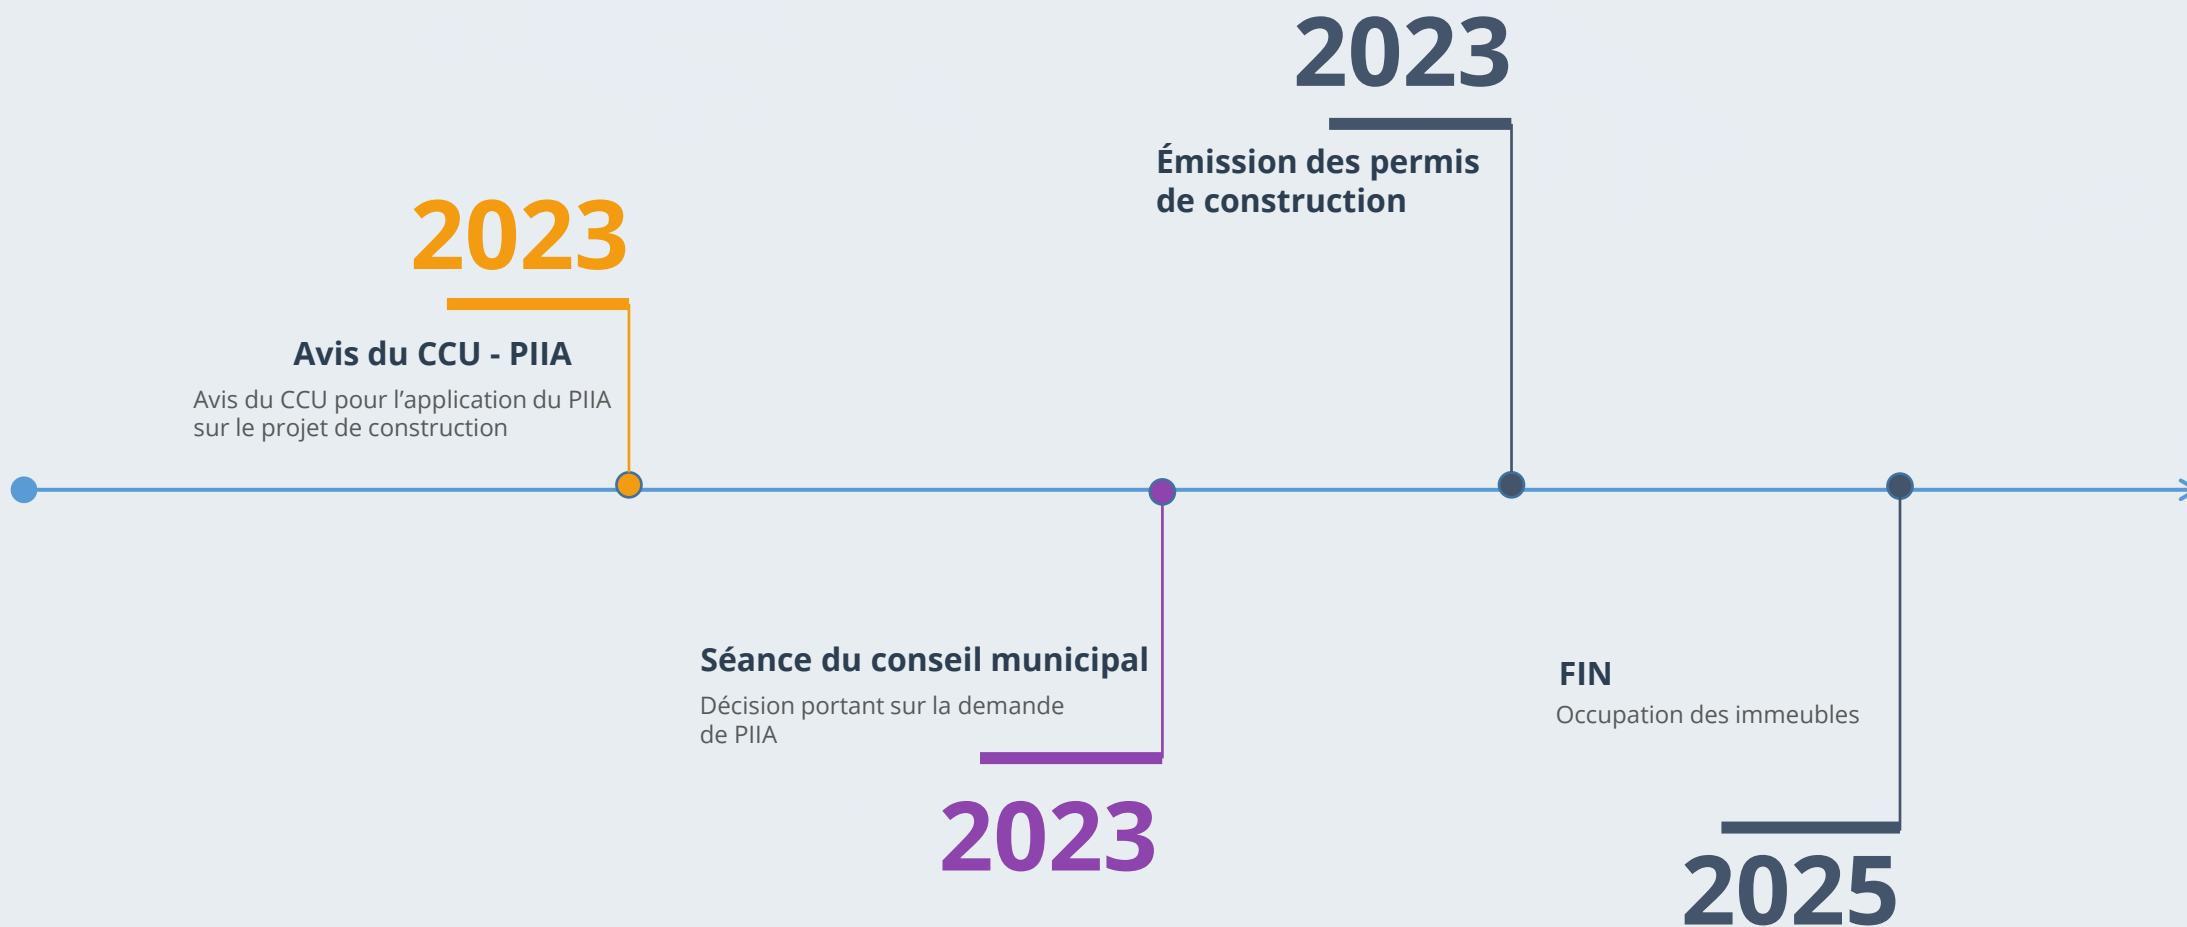 2023
Avis du CCU - PIIA
Avis du CCU pour l’application du PIIA
sur le projet de construction
Séance du conseil municipal
Décision portant sur la demande
de PIIA
2023
2023
Émission des permis
de construction
FIN
Occupation des immeubles
2025